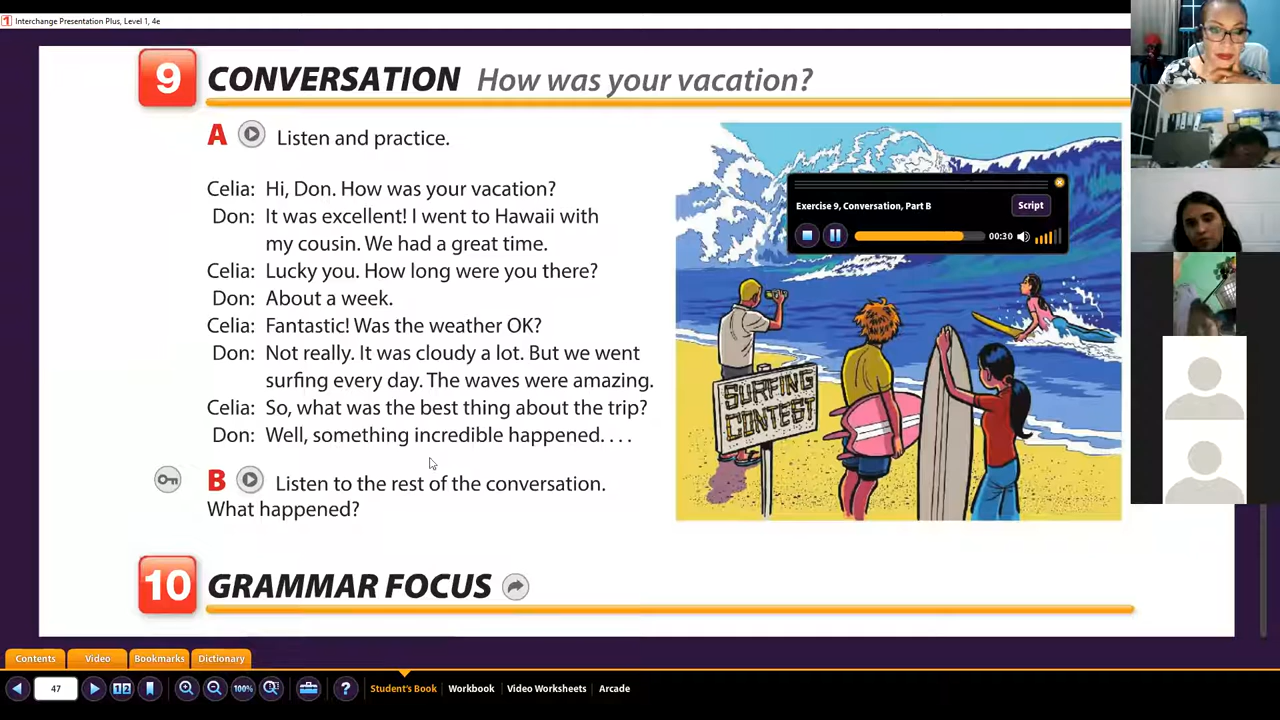 Interchange Presentation Plus, Level 1, 4e
9 CONVERSATION How was your vacation?
A Listen and practice.
Celia: Hi, Don. How was your vacation?
Don: It was excellent! I went to Hawaii with
my cousin. We had a great time.
Celia: Lucky you. How long were you there?
Don: About a week.
Celia: Fantastic! Was the weather OK?
Don: Not really. It was cloudy a lot. But we went
surfing every day. The waves were amazing.
Celia: So, what was the best thing about the trip?
Don: Well, something incredible happened. . . .
B Listen to the rest of the conversation.
What happened?
Exercise 9, Conversation, Part B
Script
00:30
SURFING
CONTEST
10 GRAMMAR FOCUS
Contents Video Bookmarks Dictionary
47 12 100% ? Student's Book Workbook Video Worksheets Arcade